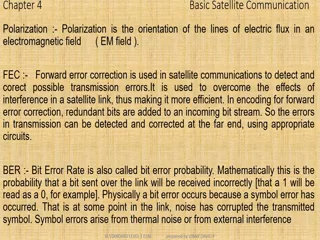 Chapter 4 Basic Satellite Communication
Polarization :- Polarization is the orientation of the lines of electric flux in an
electromagnetic field ( EM field ).
FEC :- Forward error correction is used in satellite communications to detect and
corect possible transmission errors.It is used to overcome the effects of
interference in a satellite link, thus making it more efficient. In encoding for forward
error correction, redundant bits are added to an incoming bit stream. So the errors
in transmission can be detected and corrected at the far end, using appropriate
circuits.
BER :- Bit Error Rate is also called bit error probability. Mathematically this is the
probability that a bit sent over the link will be received incorrectly [that a 1 will be
read as a 0, for example]. Physically a bit error occurs because a symbol error has
occurred. That is at some point in the link, noise has corrupted the transmitted
symbol. Symbol errors arise from thermal noise or from external interference